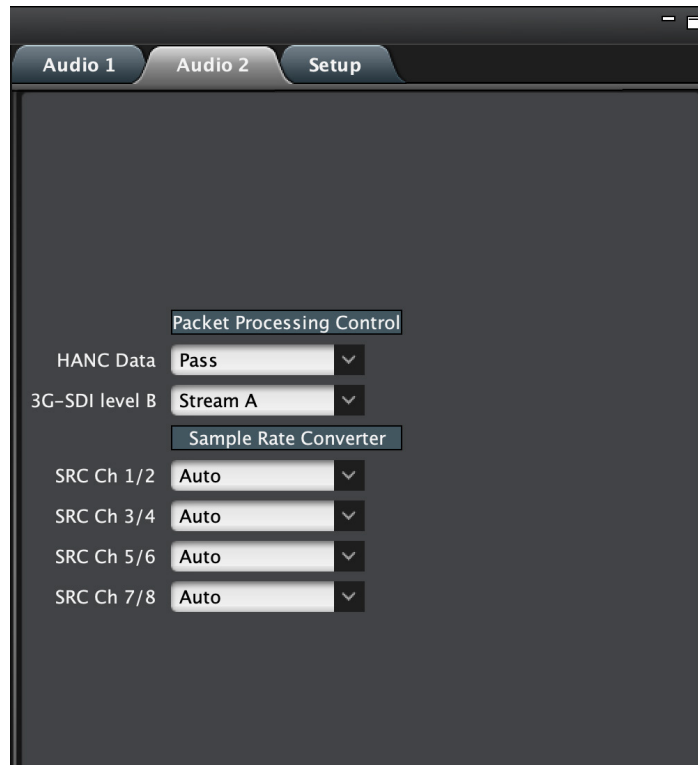 Audio 1 Audio 2 Setup
Packet Processing Control
HANC Data Pass
3G-SDI level B Stream A
Sample Rate Converter
SRC Ch 1/2 Auto
SRC Ch 3/4 Auto
SRC Ch 5/6 Auto
SRC Ch 7/8 Auto